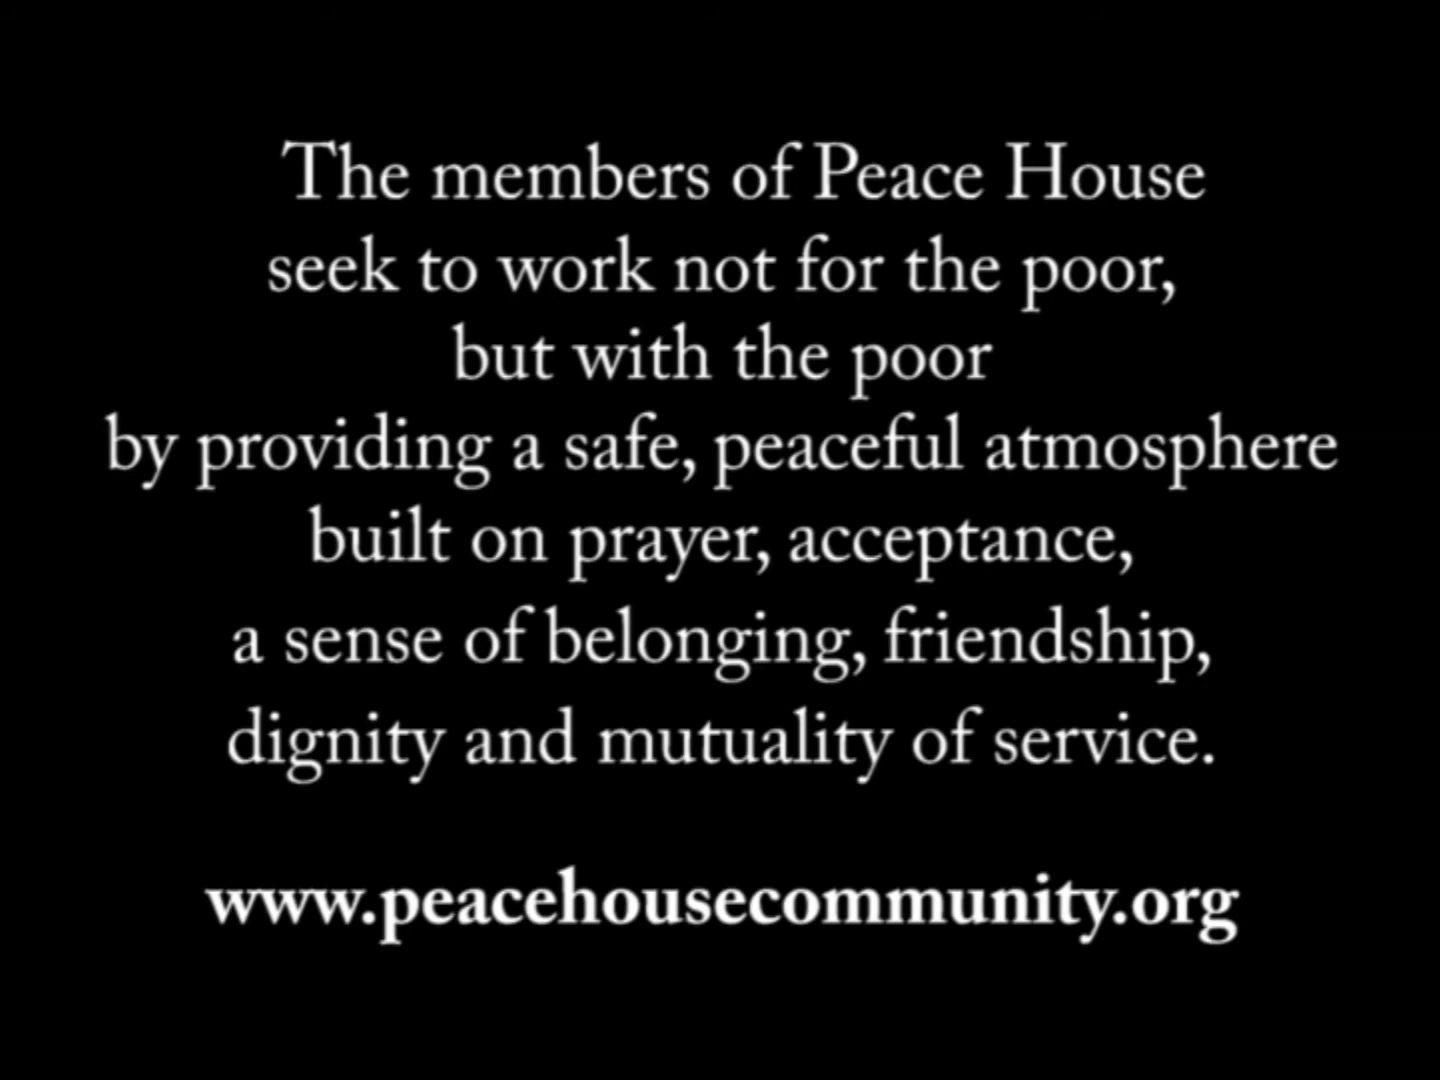 The members of Peace House
seek to work not for the poor,
but with the poor
by providing a safe, peaceful atmosphere
built on prayer, acceptance,
a sense of belonging, friendship,
dignity and mutuality of service.
www.peacehousecommunity.org